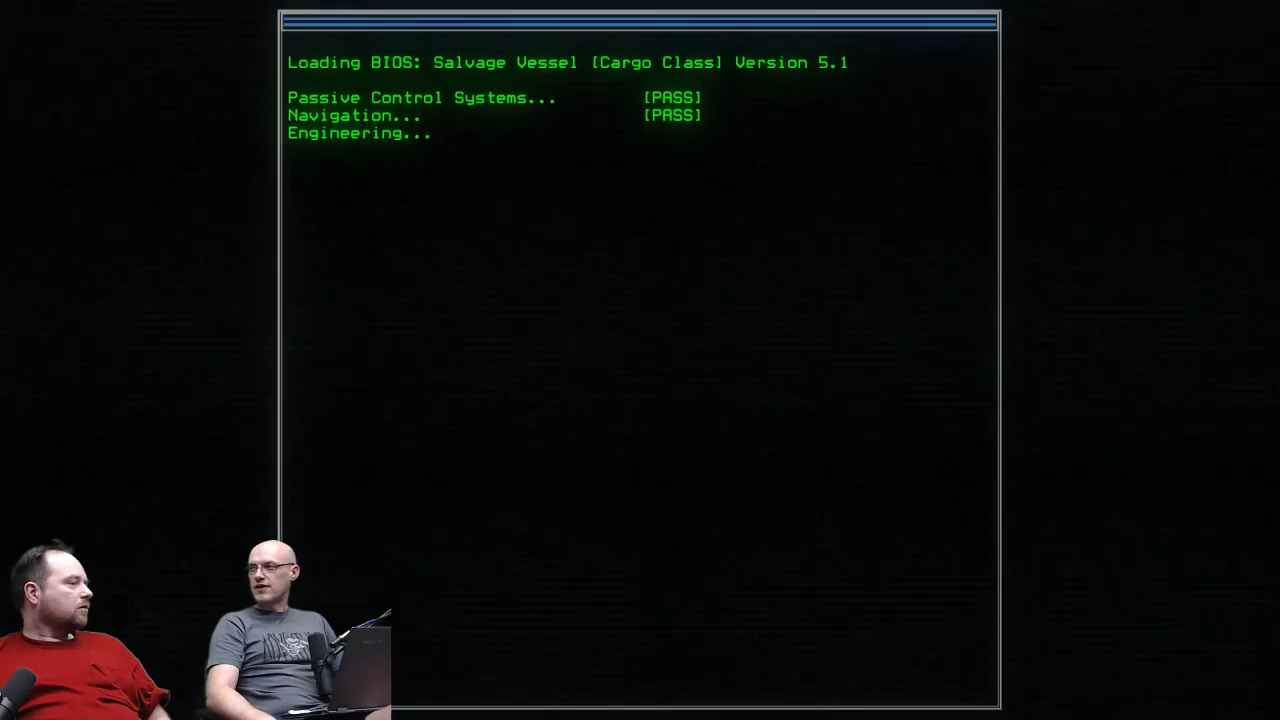 Loading BIOS: Salvage Vessel [Cargo Class] Version 5.1
Passive Control Systems... [PASS]
Navigation... [PASS]
Engineering...